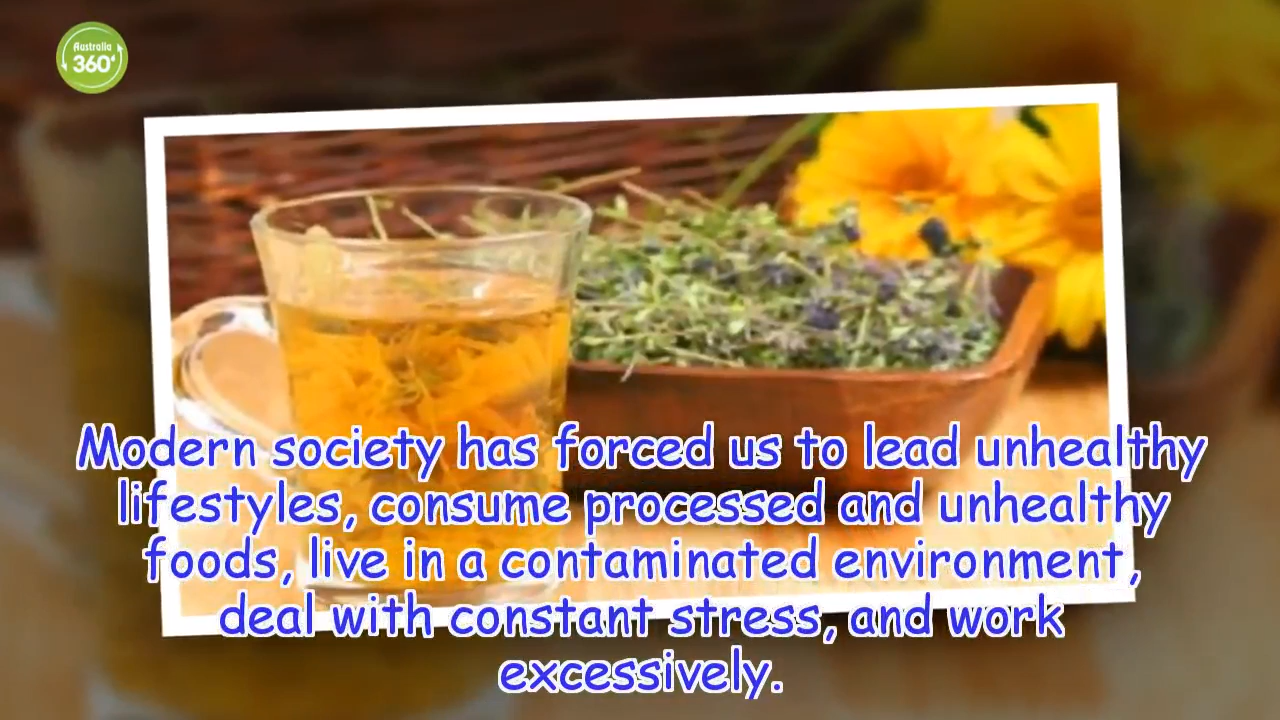 Australia
360°
Modern society has forced us to lead unhealthy
lifestyles, consume processed and unhealthy
foods, live in a contaminated environment,
deal with constant stress, and work
excessively.